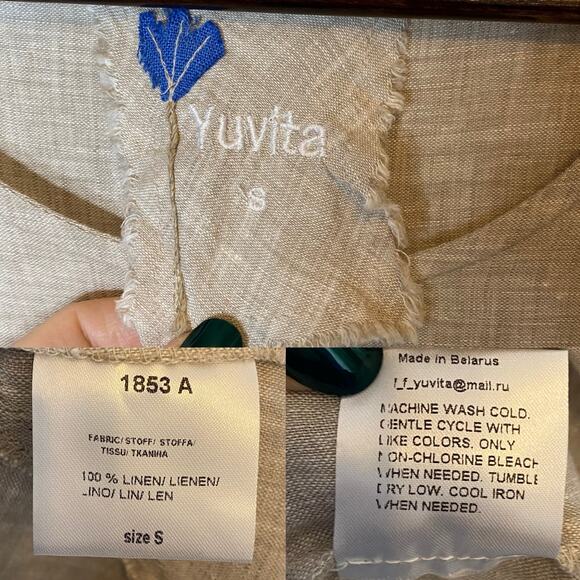 Yuvita
S
1853 A
FABRIC/ STOFF/ STOFFA/
TISSU/ TKANINA
100 % LINEN/ LIENEN/
LINO/ LIN/ LEN
size S
Made in Belarus
f_f_yuvita@mail.ru
MACHINE WASH COLD.
GENTLE CYCLE WITH
LIKE COLORS. ONLY
NON-CHLORINE BLEACH
WHEN NEEDED. TUMBLE
DRY LOW. COOL IRON
WHEN NEEDED.